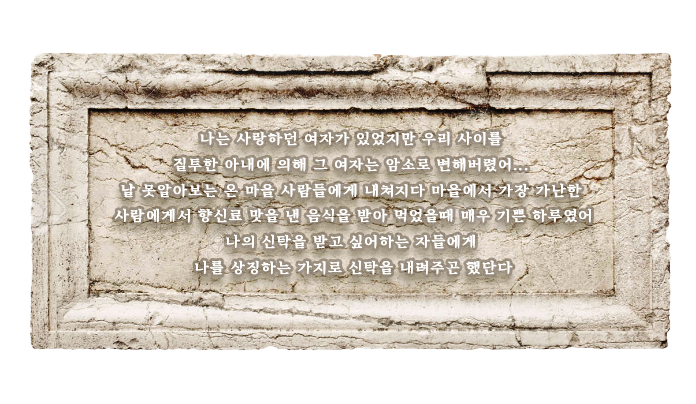 나는 사랑하던 여자가 있었지만 우리 사이를
질투한 아내에 의해 그 여자는 암소로 변해버렸어...
날 못알아보는 온 마을 사람들에게 내쳐지다 마을에서 가장 가난한
사람에게서 향신료 맛을 낸 음식을 받아 먹었을때 매우 기쁜 하루였어
나의 신탁을 받고 싶어하는 자들에게
나를 상징하는 가지로 신탁을 내려주곤 했단다